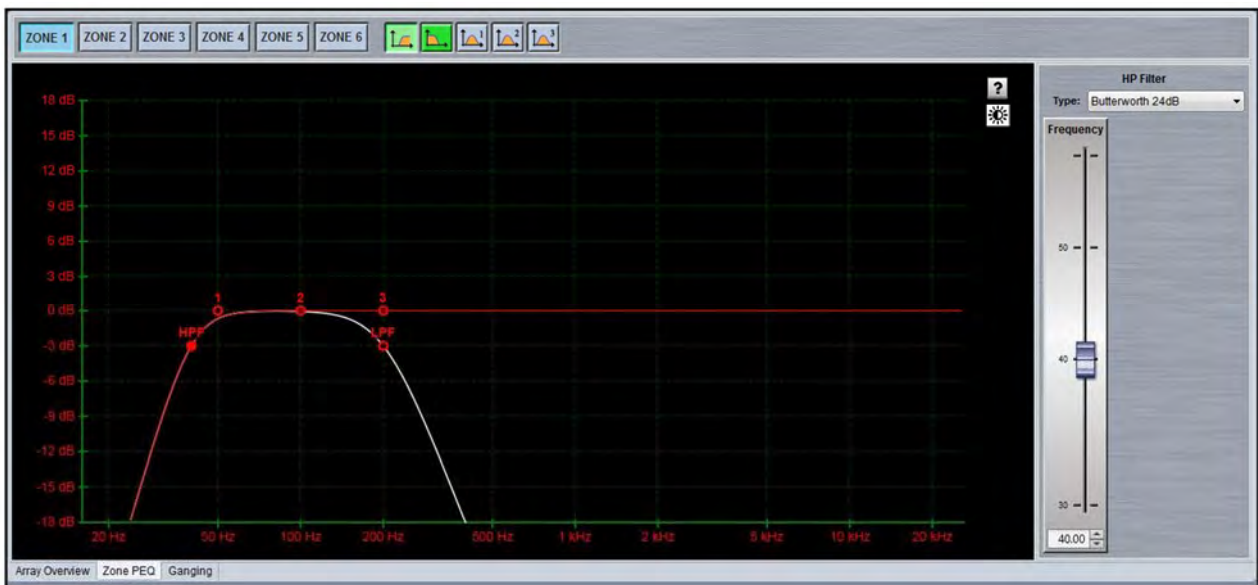 ZONE 1 ZONE 2 ZONE 3 ZONE 4 ZONE 5 ZONE 6 1 2 3
?
HP Filter
Type: Butterworth 24dB
Frequency
18 dB
15 dB
12 dB
9 dB
6 dB
3 dB
0 dB
-3 dB
-6 dB
-9 dB
-12 dB
-15 dB
-18 dB
1 2 3
HPF LPF
20 Hz 50 Hz 100 Hz 200 Hz 500 Hz 1 kHz 2 kHz 5 kHz 10 kHz 20 kHz
50
40
30
40.00
Array Overview Zone PEQ Ganging